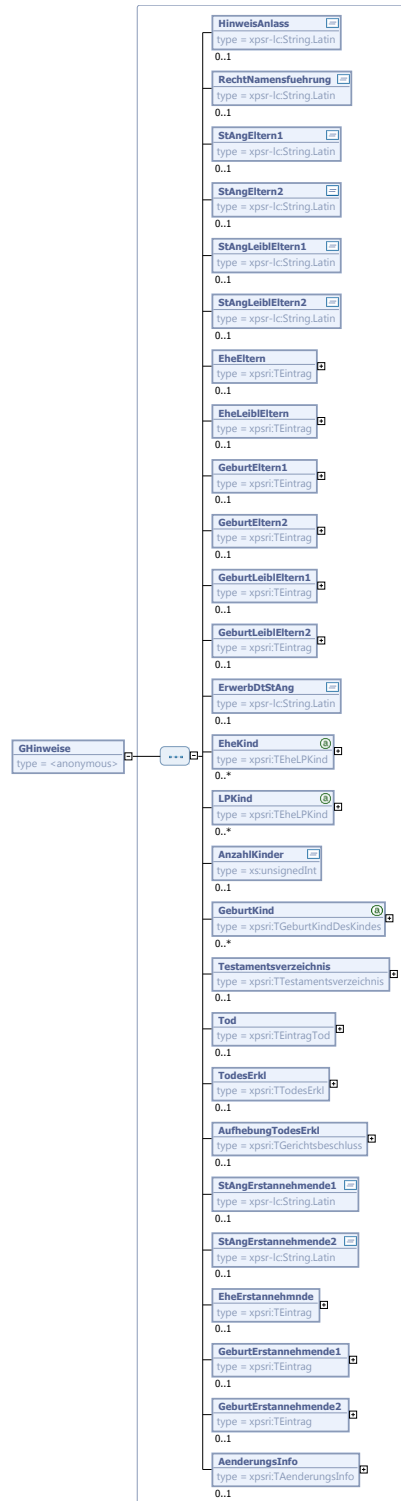 HinweisAnlass
type = xpsr-lc:String.Latin
0..1
RechtNamensfuehrung
type = xpsr-lc:String.Latin
0..1
StAngEltern1
type = xpsr-lc:String.Latin
0..1
StAngEltern2
type = xpsr-lc:String.Latin
0..1
StAngLeiblEltern1
type = xpsr-lc:String.Latin
0..1
StAngLeiblEltern2
type = xpsr-lc:String.Latin
0..1
EheEltern
type = xpsri:TEintrag
0..1
EheLeiblEltern
type = xpsri:TEintrag
0..1
GeburtEltern1
type = xpsri:TEintrag
0..1
GeburtEltern2
type = xpsri:TEintrag
0..1
GeburtLeiblEltern1
type = xpsri:TEintrag
0..1
GeburtLeiblEltern2
type = xpsri:TEintrag
0..1
ErwerbDtStAng
type = xpsr-lc:String.Latin
0..1
GHinweise
type = <anonymous>
EheKind
type = xpsri:TEheLPKind
0..*
LPKind
type = xpsri:TEheLPKind
0..*
AnzahlKinder
type = xs:unsignedInt
0..1
GeburtKind
type = xpsri:TGeburtKindDesKindes
0..*
Testamentsverzeichnis
type = xpsri:TTestamentsverzeichnis
0..1
Tod
type = xpsri:TEintragTod
0..1
TodesErkl
type = xpsri:TTodesErkl
0..1
AufhebungTodesErkl
type = xpsri:TGerichtsbeschluss
0..1
StAngErstannehmende1
type = xpsr-lc:String.Latin
0..1
StAngErstannehmende2
type = xpsr-lc:String.Latin
0..1
EheErstannehmnde
type = xpsri:TEintrag
0..1
GeburtErstannehmende1
type = xpsri:TEintrag
0..1
GeburtErstannehmende2
type = xpsri:TEintrag
0..1
AenderungsInfo
type = xpsri:TAenderungsInfo
0..1